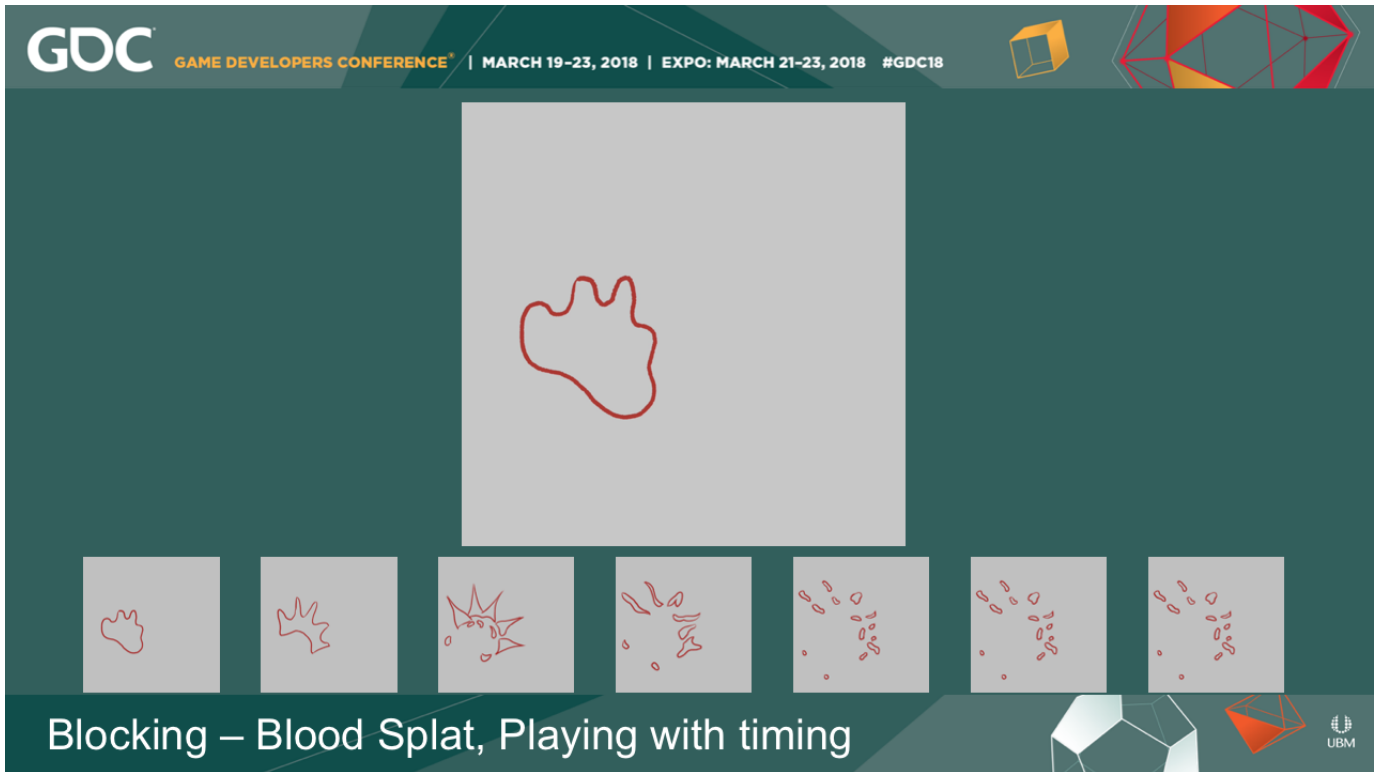 GDC
GAME DEVELOPERS CONFERENCE® | MARCH 19–23, 2018 | EXPO: MARCH 21–23, 2018 #GDC18
Blocking – Blood Splat, Playing with timing
UBM